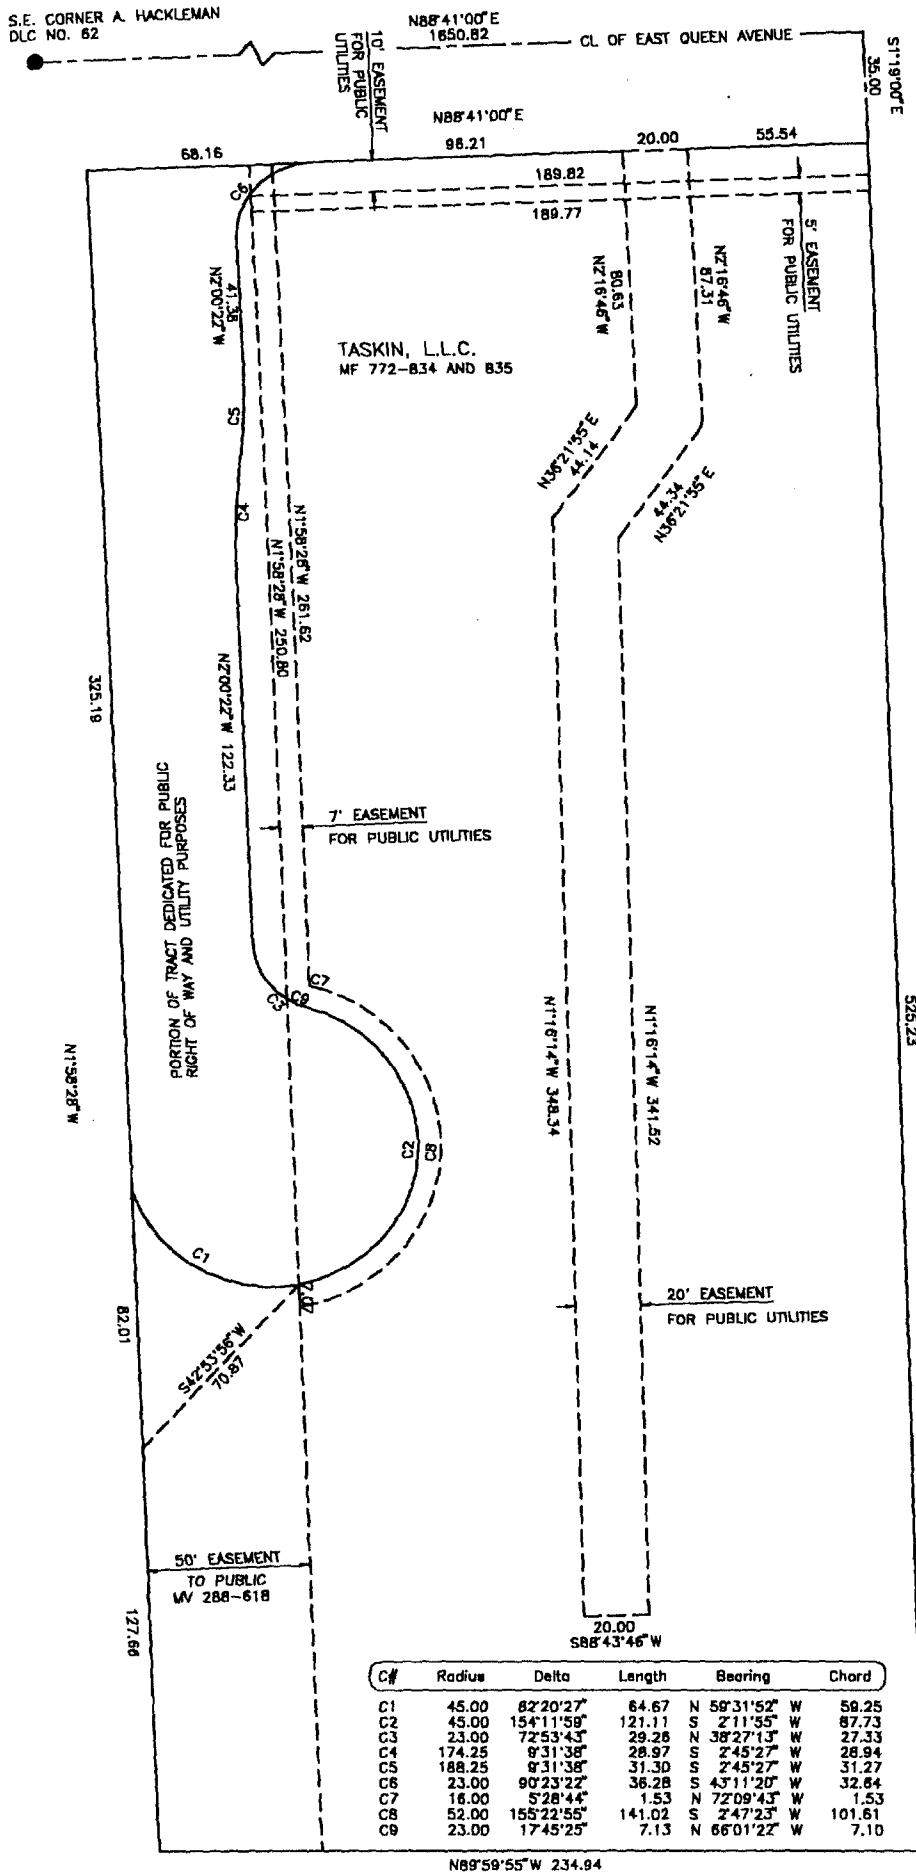 S.E. CORNER A. HACKLEMAN
DLC NO. 62
N88°41'00"E
1650.82
CL OF EAST QUEEN AVENUE
S1°19'00"E
35.00
10' EASEMENT
FOR PUBLIC
UTILITIES
N88°41'00"E
68.16
98.21
20.00
55.54
C6
189.82
189.77
5' EASEMENT
FOR PUBLIC UTILITIES
41.38
N2°00'22"W
N2°16'46"W
80.63
N2°16'46"W
87.31
TASKIN, L.L.C.
MF 772-834 AND 835
C5
N36°21'55"E
44.14
44.34
N36°21'55"E
C4
N1°58'28"W 261.62
N1°58'28"W 250.80
325.19
N2°00'22"W 122.33
PORTION OF TRACT DEDICATED FOR PUBLIC
RIGHT OF WAY AND UTILITY PURPOSES
7' EASEMENT
FOR PUBLIC UTILITIES
C7
C3
C9
N1°58'28"W
N1°16'14"W 348.34
N1°16'14"W 341.52
525.23
C2
C8
C1
7.07
82.01
S42°53'56"W
70.87
20' EASEMENT
FOR PUBLIC UTILITIES
50' EASEMENT
TO PUBLIC
MV 288-618
127.66
20.00
S88°43'46"W
C# Radius Delta Length Bearing Chord
C1 45.00 82°20'27" 64.67 N 59°31'52" W 59.25
C2 45.00 154°11'59" 121.11 S 2°11'55" W 87.73
C3 23.00 72°53'43" 29.26 N 38°27'13" W 27.33
C4 174.25 9°31'38" 28.97 S 2°45'27" W 28.94
C5 188.25 9°31'38" 31.30 S 2°45'27" W 31.27
C6 23.00 90°23'22" 36.28 S 43°11'20" W 32.64
C7 16.00 5°28'44" 1.53 N 72°09'43" W 1.53
C8 52.00 155°22'55" 141.02 S 2°47'23" W 101.61
C9 23.00 17°45'25" 7.13 N 66°01'22" W 7.10
N89°59'55"W 234.94